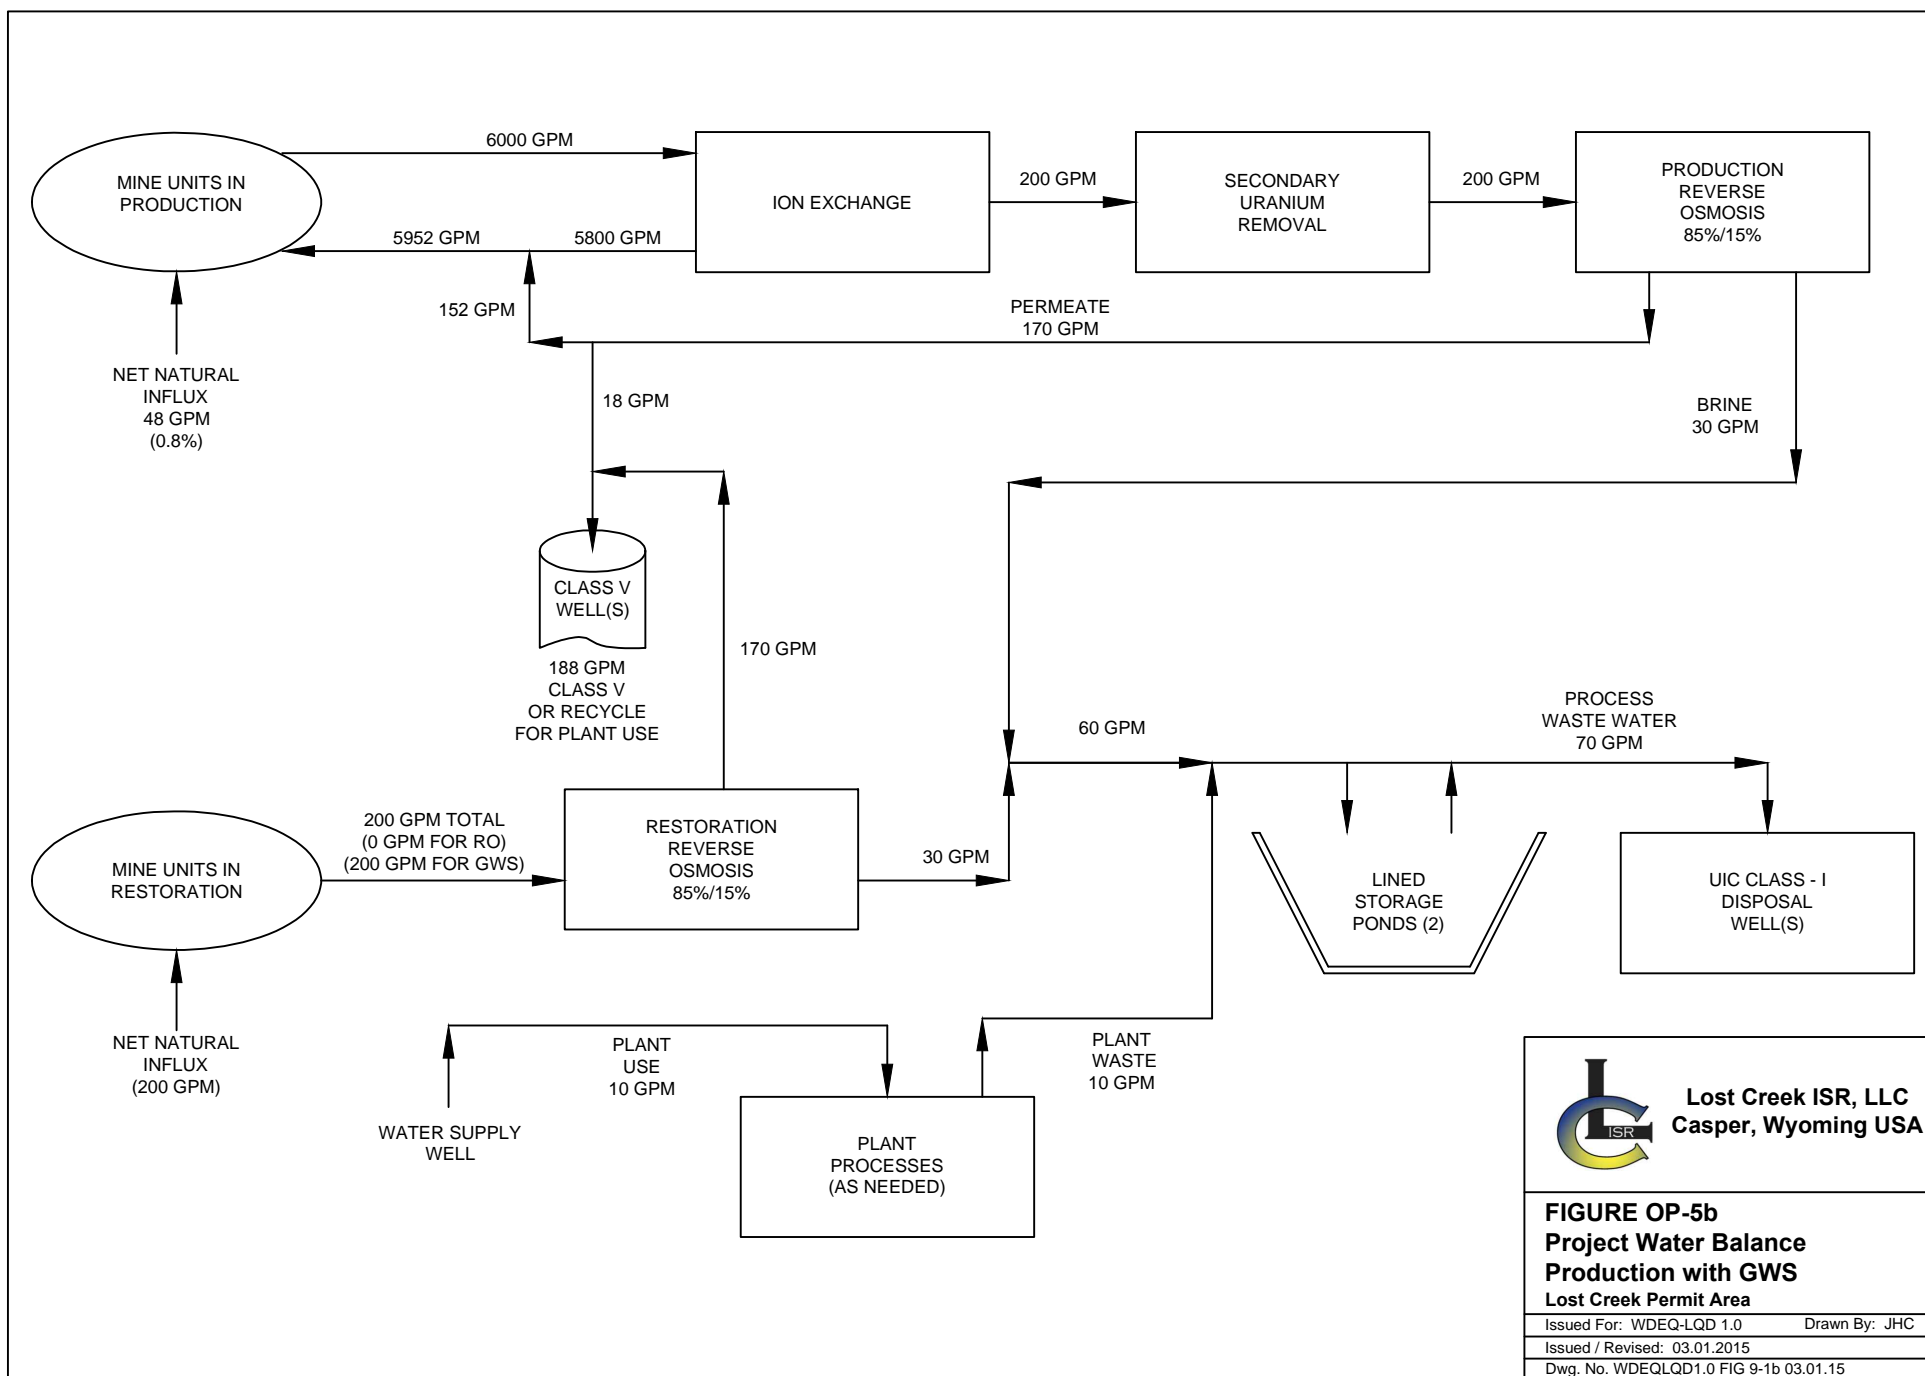 6000 GPM
MINE UNITS IN
PRODUCTION
ION EXCHANGE
200 GPM
SECONDARY
URANIUM
REMOVAL
200 GPM
PRODUCTION
REVERSE
OSMOSIS
85%/15%
5952 GPM
5800 GPM
152 GPM
PERMEATE
170 GPM
NET NATURAL
INFLUX
48 GPM
(0.8%)
18 GPM
BRINE
30 GPM
CLASS V
WELL(S)
188 GPM
CLASS V
OR RECYCLE
FOR PLANT USE
170 GPM
60 GPM
PROCESS
WASTE WATER
70 GPM
MINE UNITS IN
RESTORATION
200 GPM TOTAL
(0 GPM FOR RO)
(200 GPM FOR GWS)
RESTORATION
REVERSE
OSMOSIS
85%/15%
30 GPM
LINED
STORAGE
PONDS (2)
UIC CLASS - I
DISPOSAL
WELL(S)
NET NATURAL
INFLUX
(200 GPM)
PLANT
USE
10 GPM
PLANT
WASTE
10 GPM
WATER SUPPLY
WELL
PLANT
PROCESSES
(AS NEEDED)
LC ISR
Lost Creek ISR, LLC
Casper, Wyoming USA
FIGURE OP-5b
Project Water Balance
Production with GWS
Lost Creek Permit Area
Issued For: WDEQ-LQD 1.0 Drawn By: JHC
Issued / Revised: 03.01.2015
Dwg. No. WDEQLQD1.0 FIG 9-1b 03.01.15